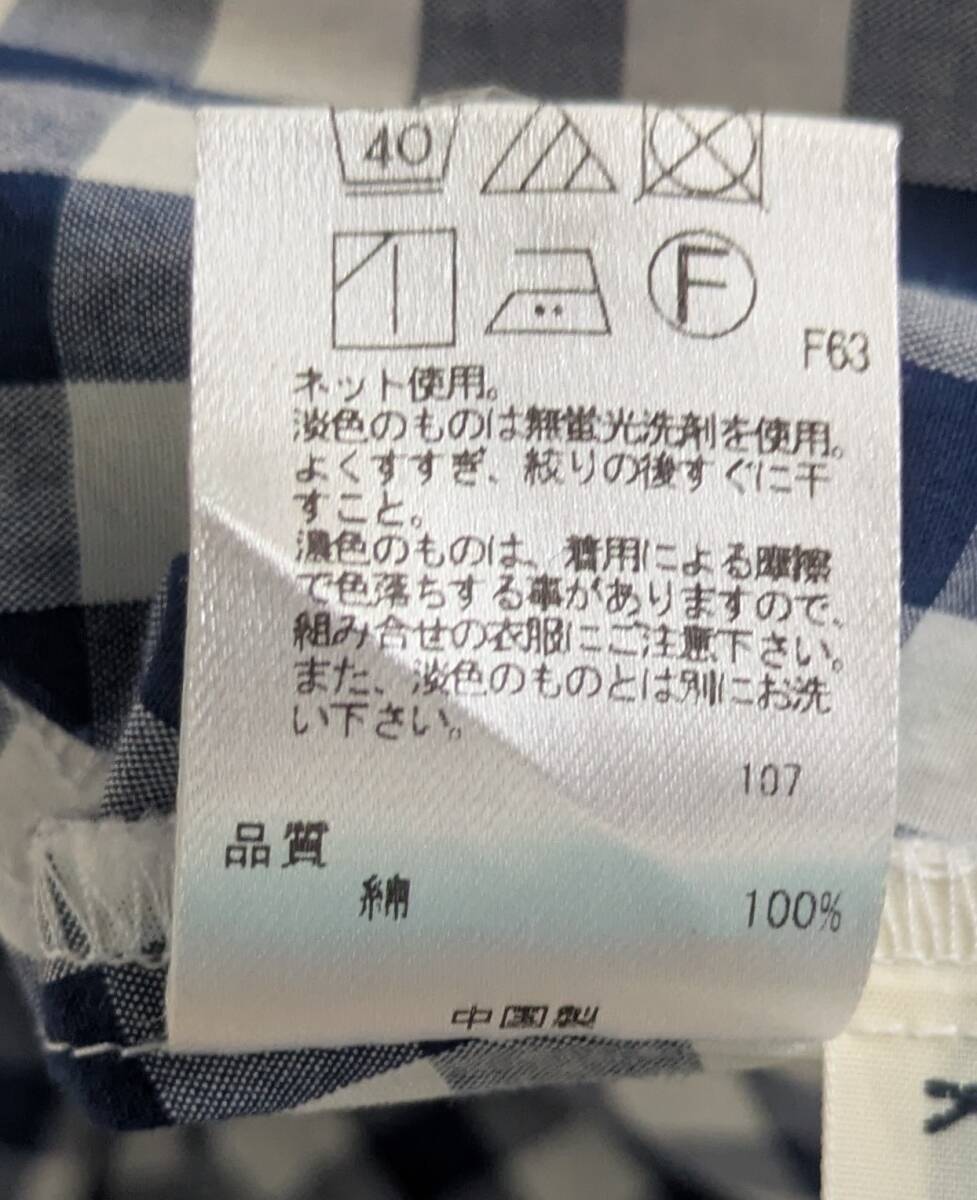 40
F
F63
ネット使用。
淡色のものは無蛍光洗剤を使用。
よくすすぎ、絞りの後すぐに干
すこと。
濃色のものは、着用による摩擦
で色落ちする事がありますので、
組み合せの衣服にご注意下さい。
また、淡色のものとは別にお洗
い下さい。
107
品質
綿 100%
中国製